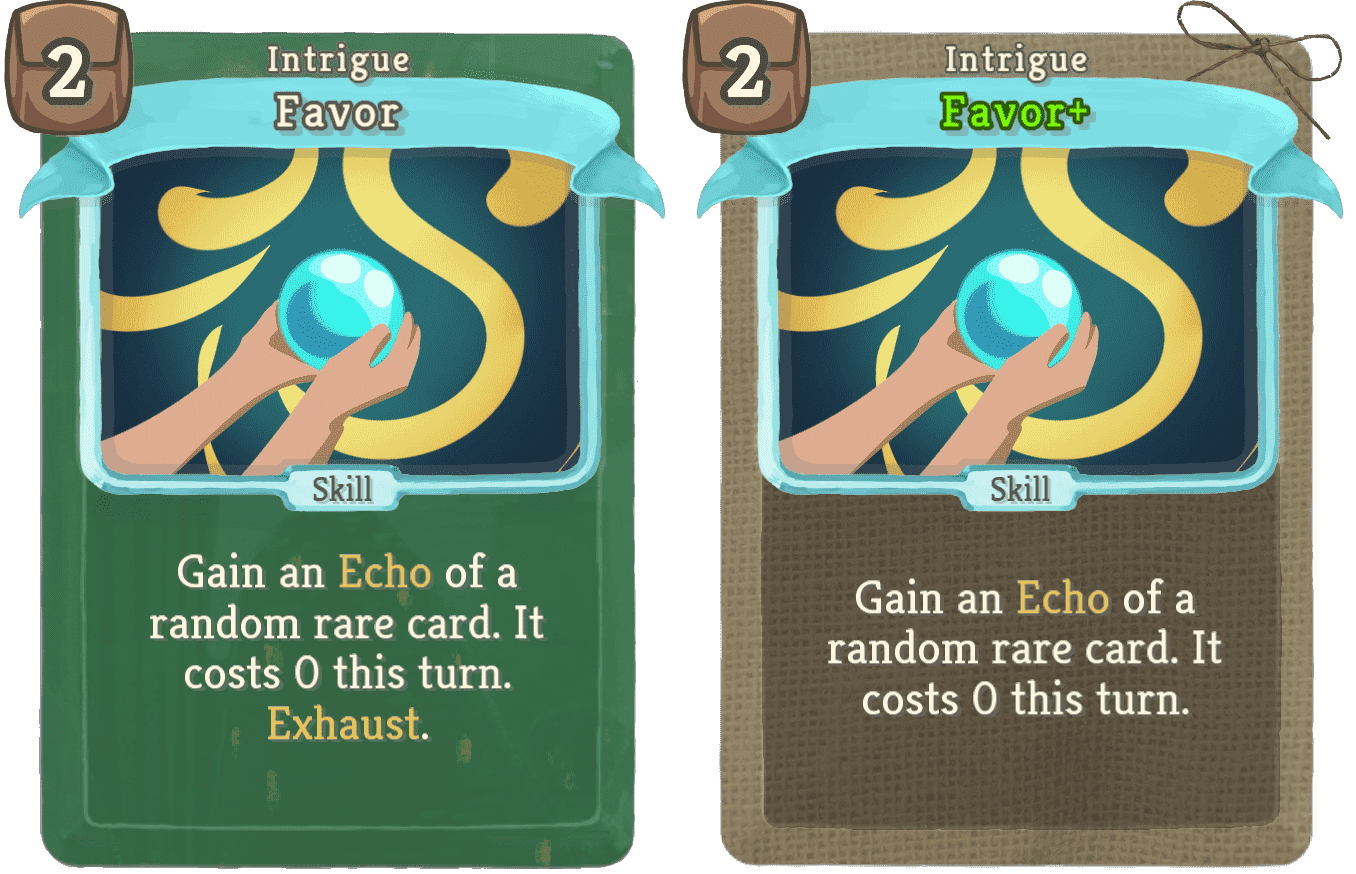 2
Intrigue
Favor
Skill
Gain an Echo of a
random rare card. It
costs 0 this turn.
Exhaust.
2
Intrigue
Favor+
Skill
Gain an Echo of a
random rare card. It
costs 0 this turn.